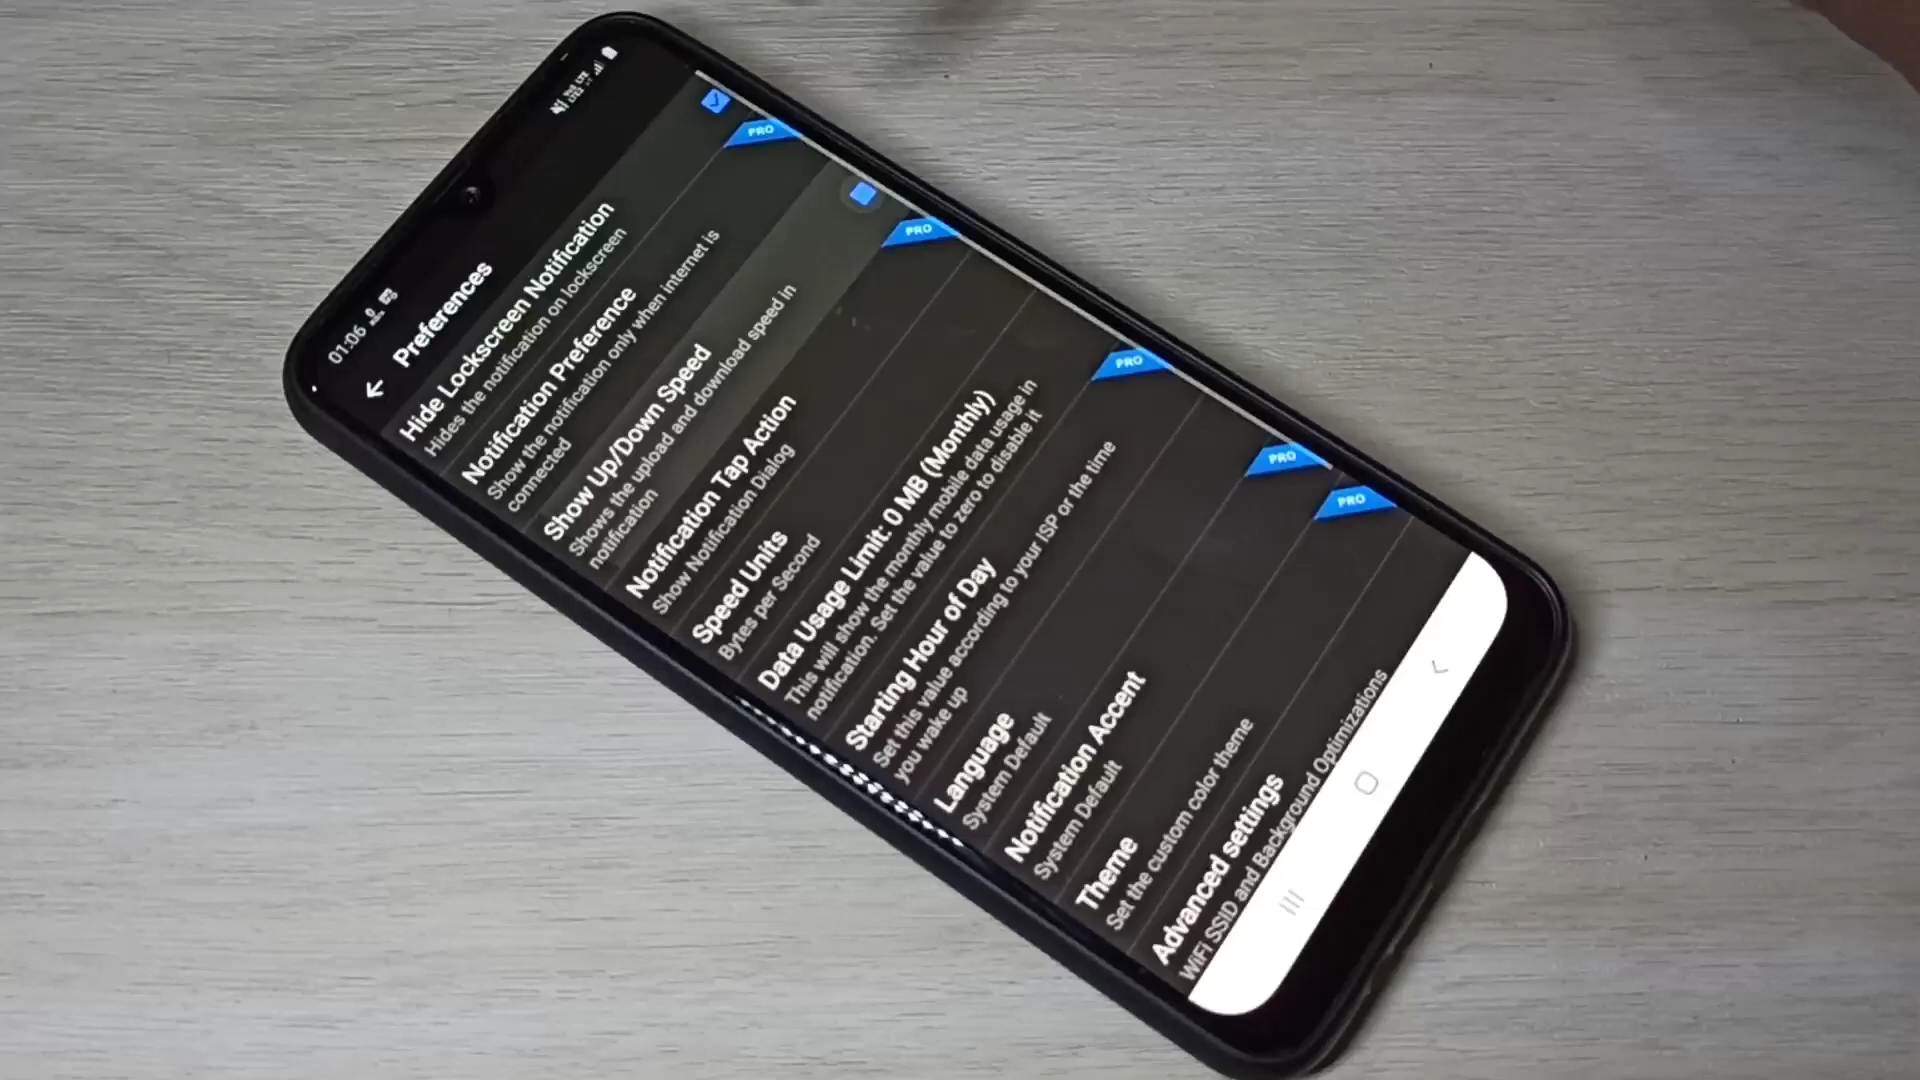 01:06
0
Preferences
Hide Lockscreen Notification
Hides the notification on lockscreen
PRO
Notification Preference
Show the notification only when internet is
connected
Show Up/Down Speed
Shows the upload and download speed in
notification
PRO
Notification Tap Action
Show Notification Dialog
Speed Units
Bytes per Second
Data Usage Limit: 0 MB (Monthly)
This will show the monthly mobile data usage in
notification. Set the value to zero to disable it
PRO
Starting Hour of Day
Set this value according to your ISP or the time
you wake up
Language
System Default
PRO
Notification Accent
System Default
PRO
Theme
Set the custom color theme
Advanced settings
WiFi SSID and Background Optimizations